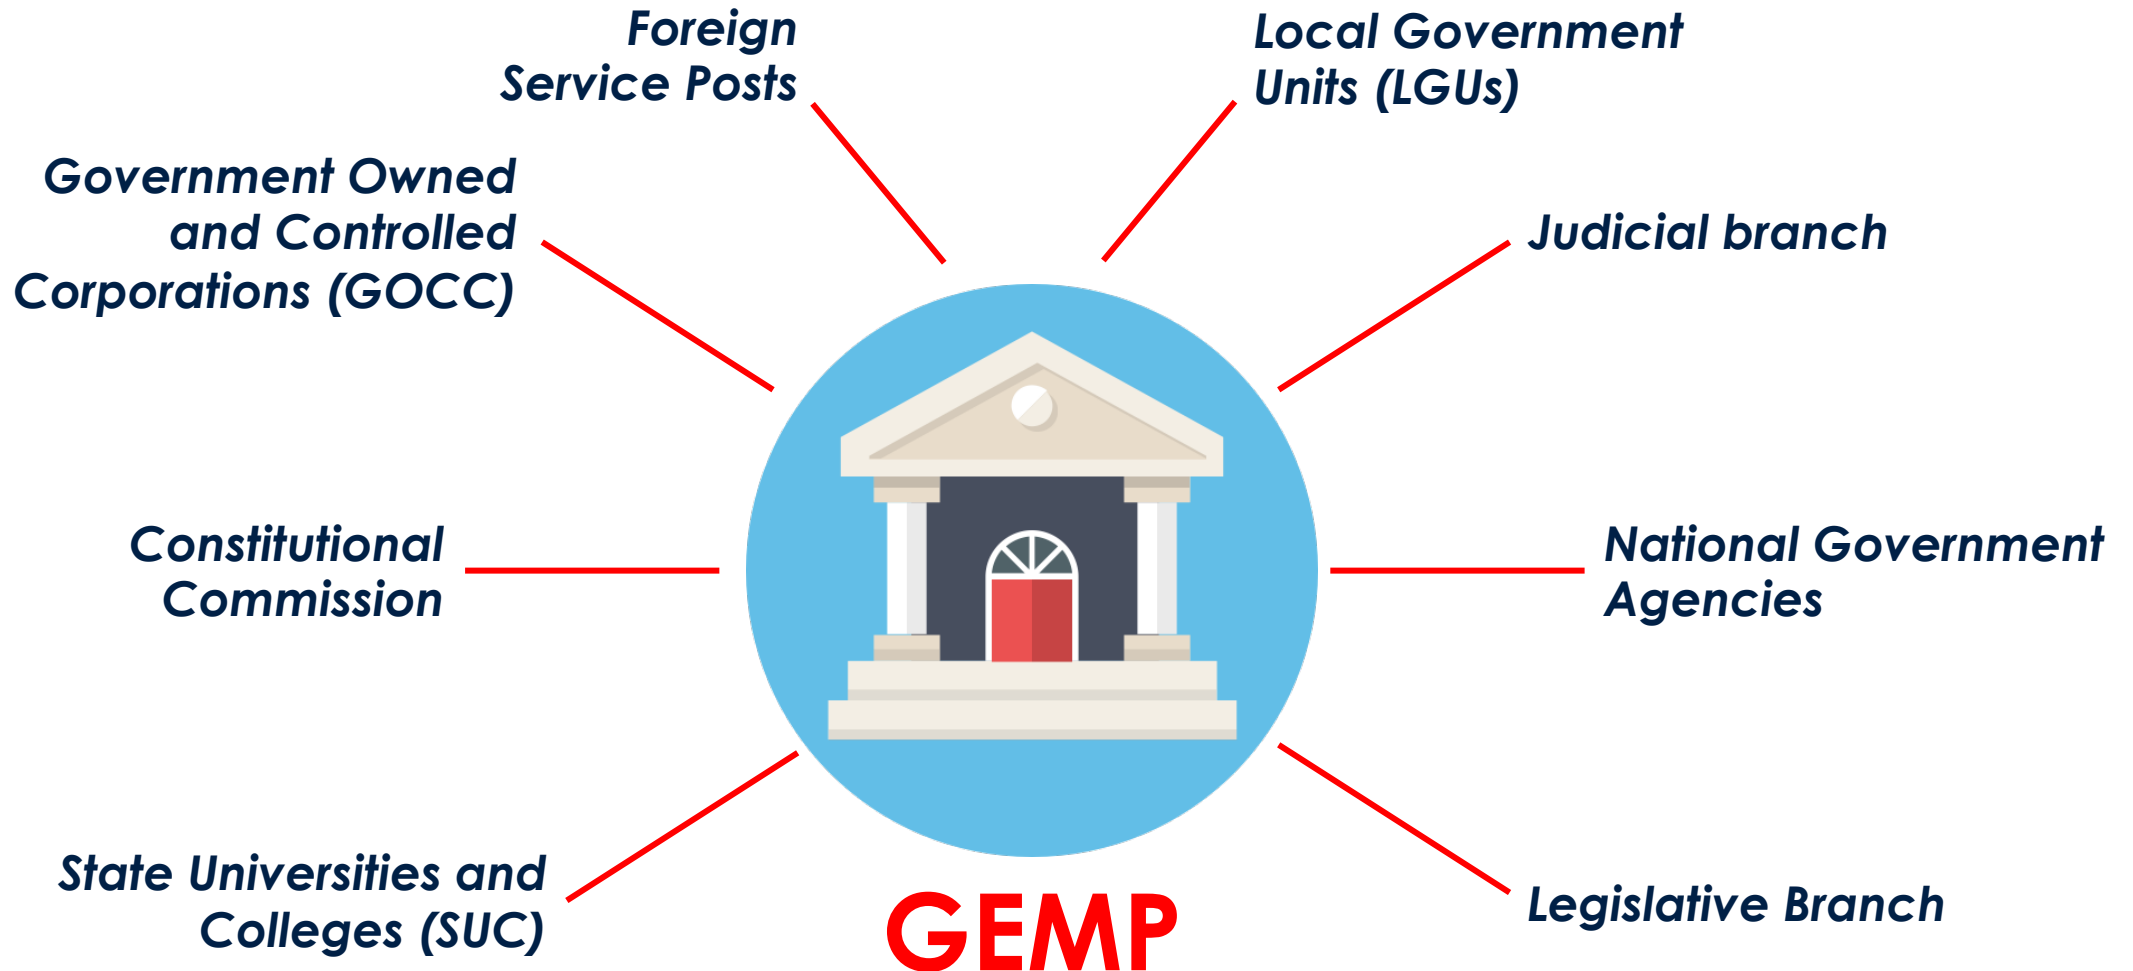 Foreign
Service Posts
Local Government
Units (LGUs)
Government Owned
and Controlled
Corporations (GOCC)
Judicial branch
Constitutional
Commission
National Government
Agencies
State Universities and
Colleges (SUC)
Legislative Branch
GEMP